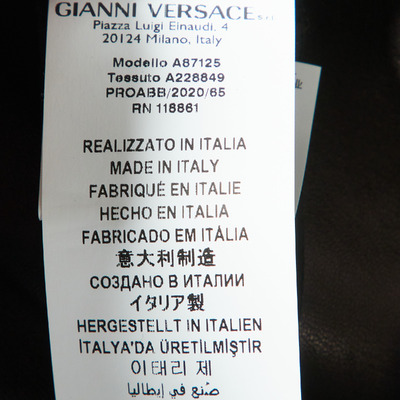 GIANNI VERSACE s.r.l.
Piazza Luigi Einaudi, 4
20124 Milano, Italy
Modello A87125
Tessuto A228849
PROABB/2020/65
RN 118861
REALIZZATO IN ITALIA
MADE IN ITALY
FABRIQUÉ EN ITALIE
HECHO EN ITALIA
FABRICADO EM ITÁLIA
意大利制造
СОЗДАНО В ИТАЛИИ
イタリア製
HERGESTELLT IN ITALIEN
İTALYA'DA ÜRETİLMİŞTİR
이태리 제
صُنع في إيطاليا